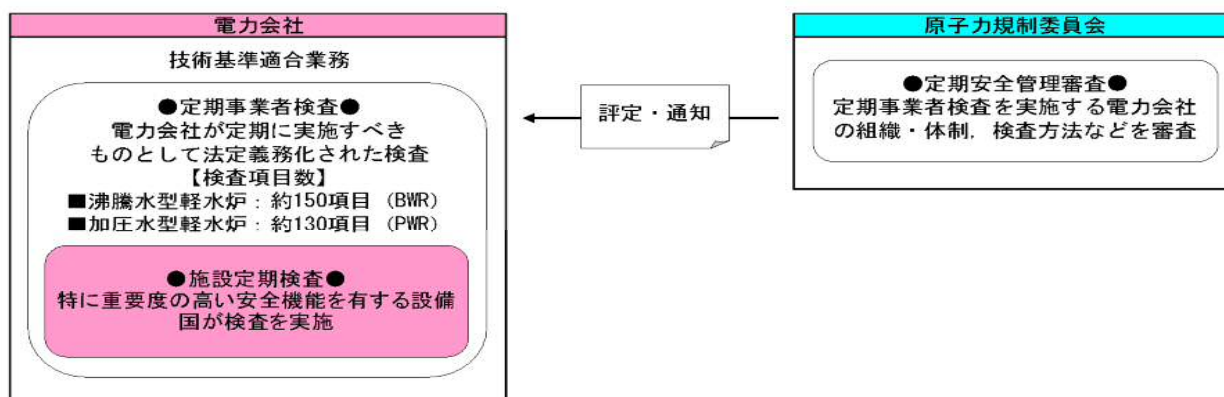 電力会社
技術基準適合業務
●定期事業者検査●
電力会社が定期に実施すべき
ものとして法定義務化された検査
【検査項目数】
■沸騰水型軽水炉：約150項目 (BWR)
■加圧水型軽水炉：約130項目 (PWR)
●施設定期検査●
特に重要度の高い安全機能を有する設備
国が検査を実施
評定・通知
原子力規制委員会
●定期安全管理審査●
定期事業者検査を実施する電力会社
の組織・体制，検査方法などを審査